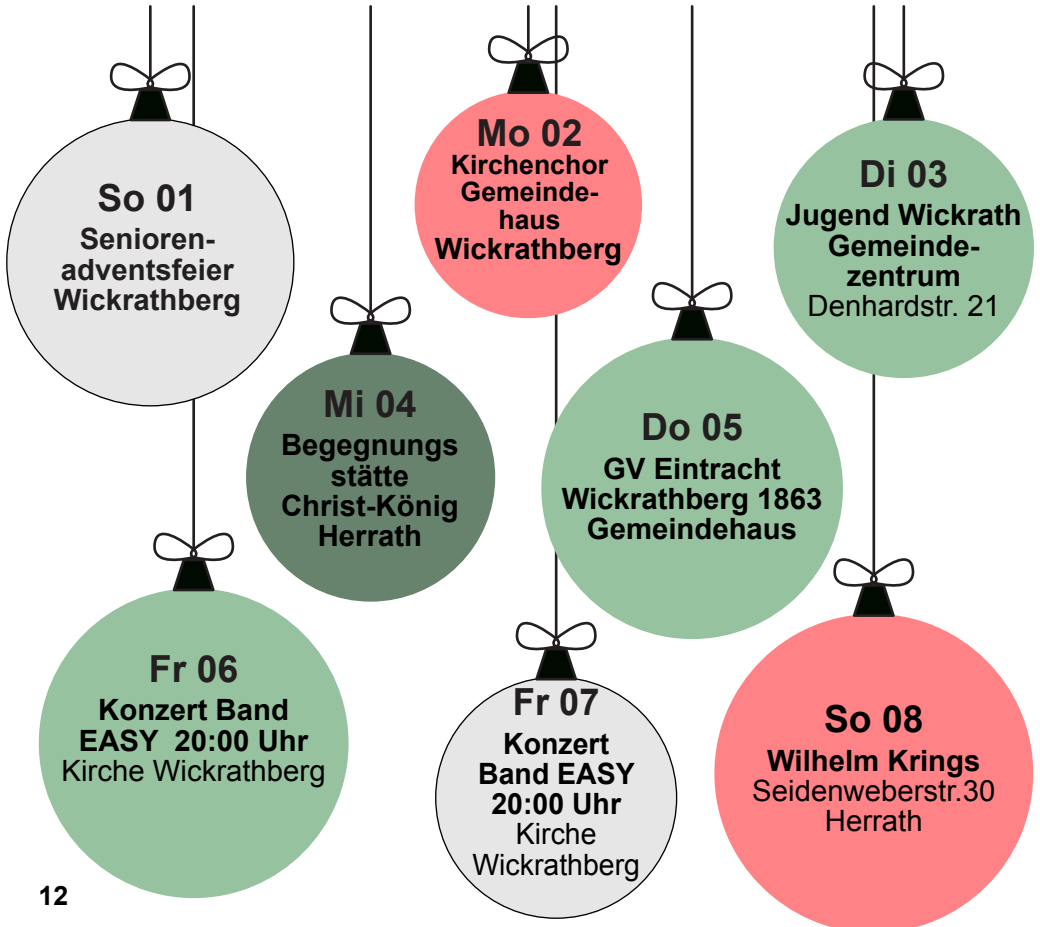 So 01
Senioren-
adventsfeier
Wickrathberg
Mo 02
Kirchenchor
Gemeinde-
haus
Wickrathberg
Di 03
Jugend Wickrath
Gemeinde-
zentrum
Denhardstr. 21
Mi 04
Begegnungs
stätte
Christ-König
Herrath
Do 05
GV Eintracht
Wickrathberg 1863
Gemeindehaus
Fr 06
Konzert Band
EASY 20:00 Uhr
Kirche Wickrathberg
Fr 07
Konzert
Band EASY
20:00 Uhr
Kirche
Wickrathberg
So 08
Wilhelm Krings
Seidenweberstr.30
Herrath
12